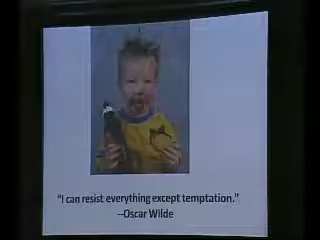 "I can resist everything except temptation."
--Oscar Wilde